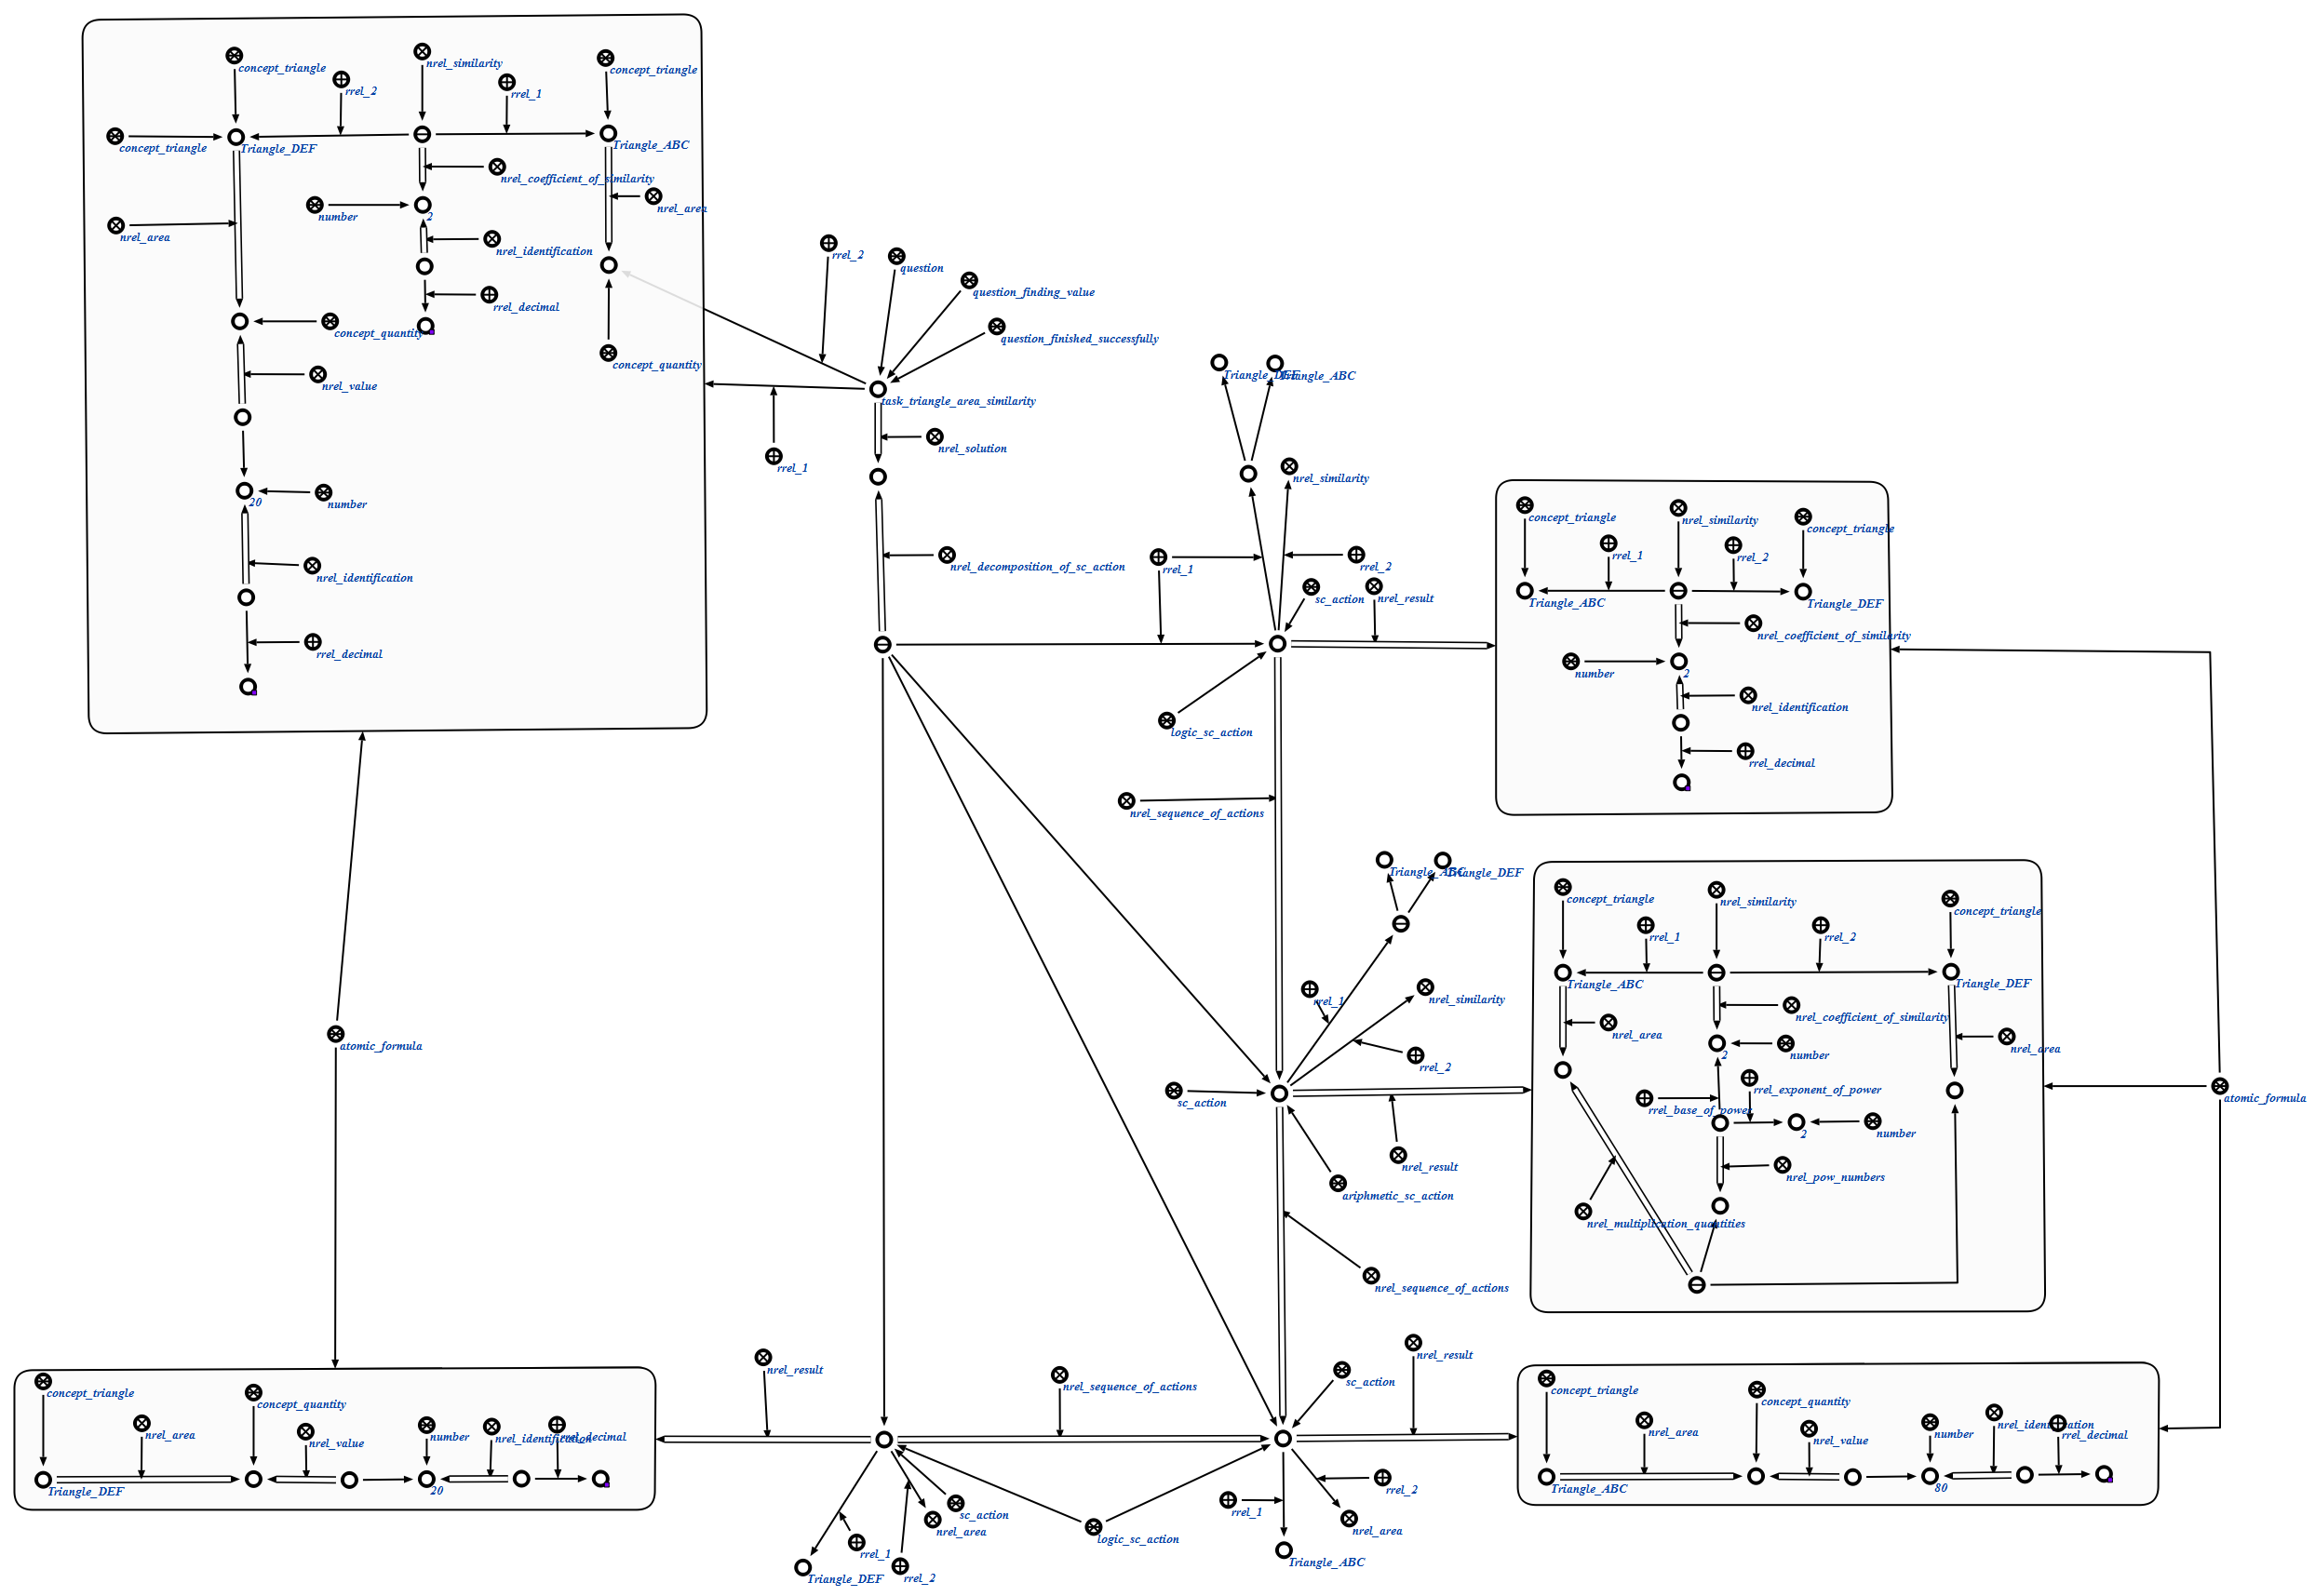 concept_triangle
nrel_similarity
concept_triangle
rrel_2
rrel_1
concept_triangle
Triangle_DEF
Triangle_ABC
nrel_coefficient_of_similarity
nrel_area
number
2
nrel_area
nrel_identification
rrel_decimal
concept_quantity
concept_quantity
nrel_value
20
number
nrel_identification
rrel_decimal
rrel_2
question
question_finding_value
question_finished_successfully
task_triangle_area_similarity
rrel_1
nrel_solution
nrel_decomposition_of_sc_action
Triangle_DEF
Triangle_ABC
nrel_similarity
rrel_1
rrel_2
sc_action
nrel_result
logic_sc_action
nrel_sequence_of_actions
concept_triangle
nrel_similarity
concept_triangle
rrel_1
rrel_2
Triangle_ABC
Triangle_DEF
nrel_coefficient_of_similarity
number
2
nrel_identification
rrel_decimal
Triangle_ABC
Triangle_DEF
rrel_1
nrel_similarity
rrel_2
sc_action
nrel_result
ariphmetic_sc_action
nrel_sequence_of_actions
concept_triangle
nrel_similarity
concept_triangle
rrel_1
rrel_2
Triangle_ABC
Triangle_DEF
nrel_coefficient_of_similarity
nrel_area
nrel_area
2
number
rrel_exponent_of_power
rrel_base_of_power
2
number
nrel_pow_numbers
nrel_multiplication_quantities
atomic_formula
atomic_formula
concept_triangle
concept_quantity
nrel_area
nrel_value
number
nrel_identification
rrel_decimal
Triangle_DEF
20
nrel_result
nrel_sequence_of_actions
sc_action
nrel_result
sc_action
nrel_area
rrel_1
Triangle_DEF
rrel_2
logic_sc_action
rrel_1
rrel_2
nrel_area
Triangle_ABC
concept_triangle
concept_quantity
nrel_area
nrel_value
number
nrel_identification
rrel_decimal
Triangle_ABC
80